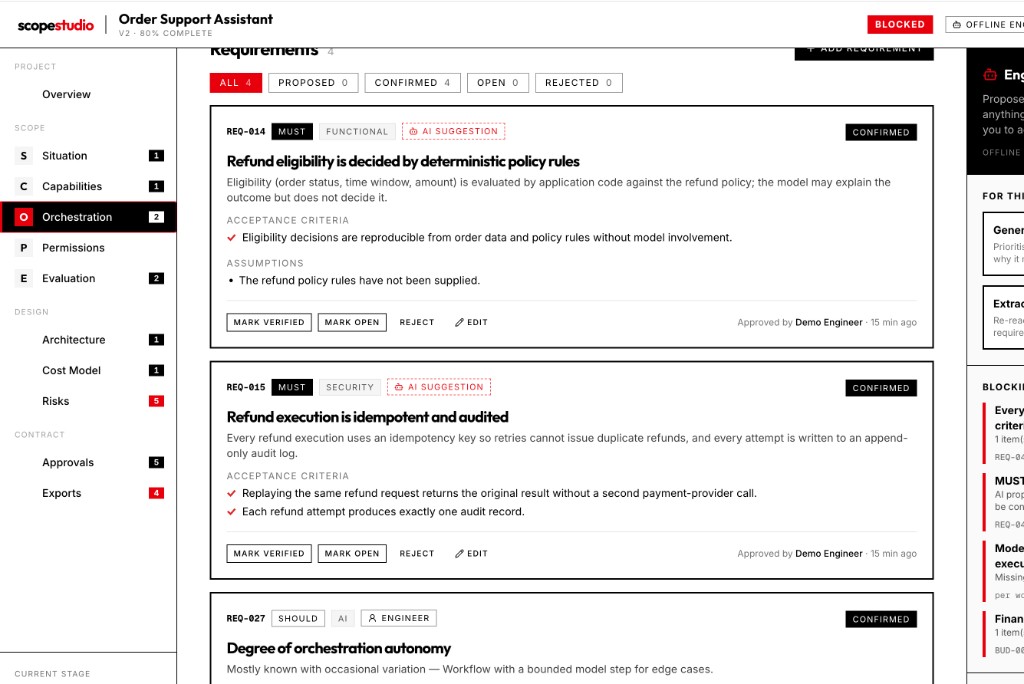 scopestudio
Order Support Assistant
V2 · 80% COMPLETE
BLOCKED
OFFLINE
PROJECT
Overview
SCOPE
S Situation 1
C Capabilities 1
O Orchestration 2
P Permissions
E Evaluation 2
DESIGN
Architecture 1
Cost Model 1
Risks 5
CONTRACT
Approvals 5
Exports 4
CURRENT STAGE
Requirements 4
+ ADD REQUIREMENT
ALL 4 PROPOSED 0 CONFIRMED 4 OPEN 0 REJECTED 0
REQ-014 MUST FUNCTIONAL AI SUGGESTION CONFIRMED
Refund eligibility is decided by deterministic policy rules
Eligibility (order status, time window, amount) is evaluated by application code against the refund policy; the model may explain the
outcome but does not decide it.
ACCEPTANCE CRITERIA
Eligibility decisions are reproducible from order data and policy rules without model involvement.
ASSUMPTIONS
• The refund policy rules have not been supplied.
MARK VERIFIED MARK OPEN REJECT EDIT Approved by Demo Engineer · 15 min ago
REQ-015 MUST SECURITY AI SUGGESTION CONFIRMED
Refund execution is idempotent and audited
Every refund execution uses an idempotency key so retries cannot issue duplicate refunds, and every attempt is written to an append-
only audit log.
ACCEPTANCE CRITERIA
Replaying the same refund request returns the original result without a second payment-provider call.
Each refund attempt produces exactly one audit record.
MARK VERIFIED MARK OPEN REJECT EDIT Approved by Demo Engineer · 15 min ago
REQ-027 SHOULD AI ENGINEER CONFIRMED
Degree of orchestration autonomy
Mostly known with occasional variation — Workflow with a bounded model step for edge cases.
Propose
anything
you to a
OFFLINE
FOR THI
Gener
Prioritis
why it r
Extrac
Re-rea
require
BLOCKI
Every
criteri
1 item(
REQ-04
MUST
AI prop
be con
REQ-04
Mode
execu
Missin
per wo
Finan
1 item(
BUD-00